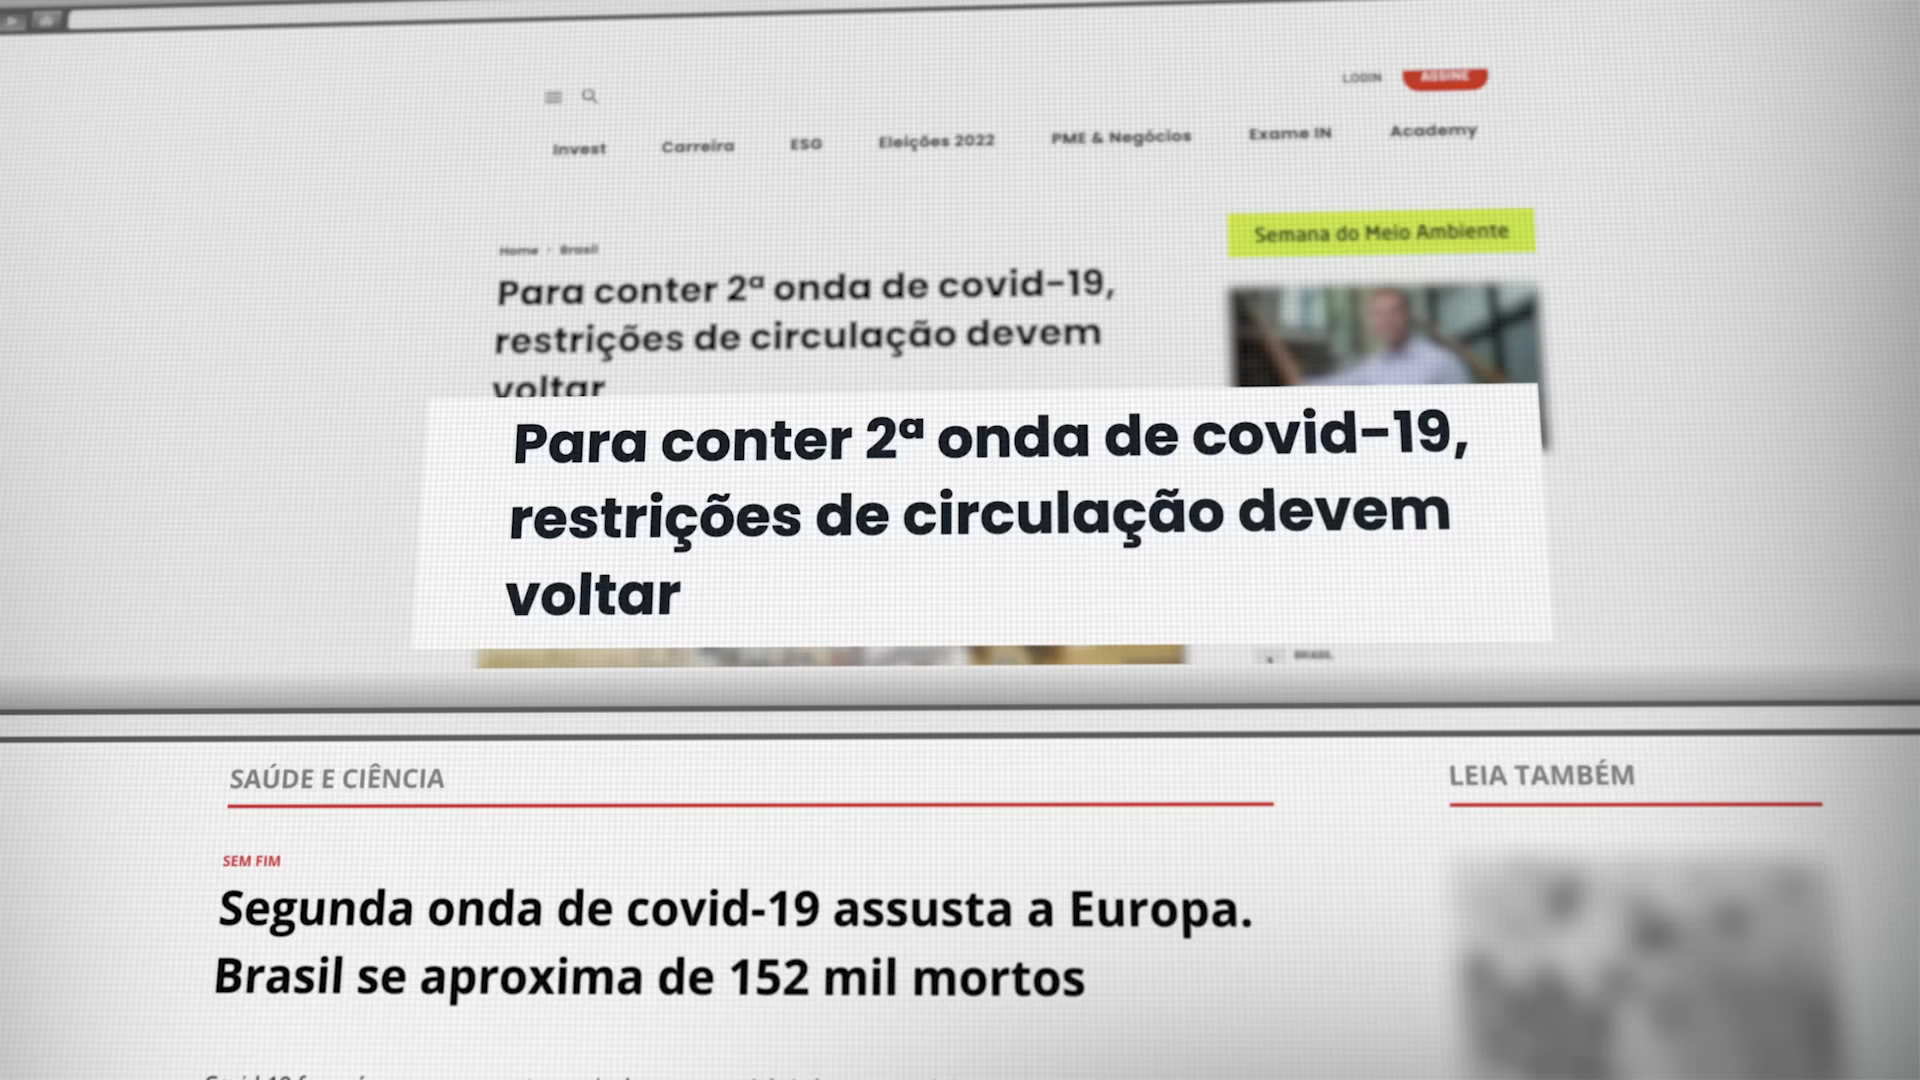 LOGIN
ASSINE
Invest Carreira ESG Eleições 2022 PME & Negócios Exame IN Academy
Home › Brasil
Semana do Meio Ambiente
Para conter 2ª onda de covid-19,
restrições de circulação devem
voltar
Para conter 2ª onda de covid-19,
restrições de circulação devem
voltar
BRASIL
SAÚDE E CIÊNCIA
LEIA TAMBÉM
SEM FIM
Segunda onda de covid-19 assusta a Europa.
Brasil se aproxima de 152 mil mortos